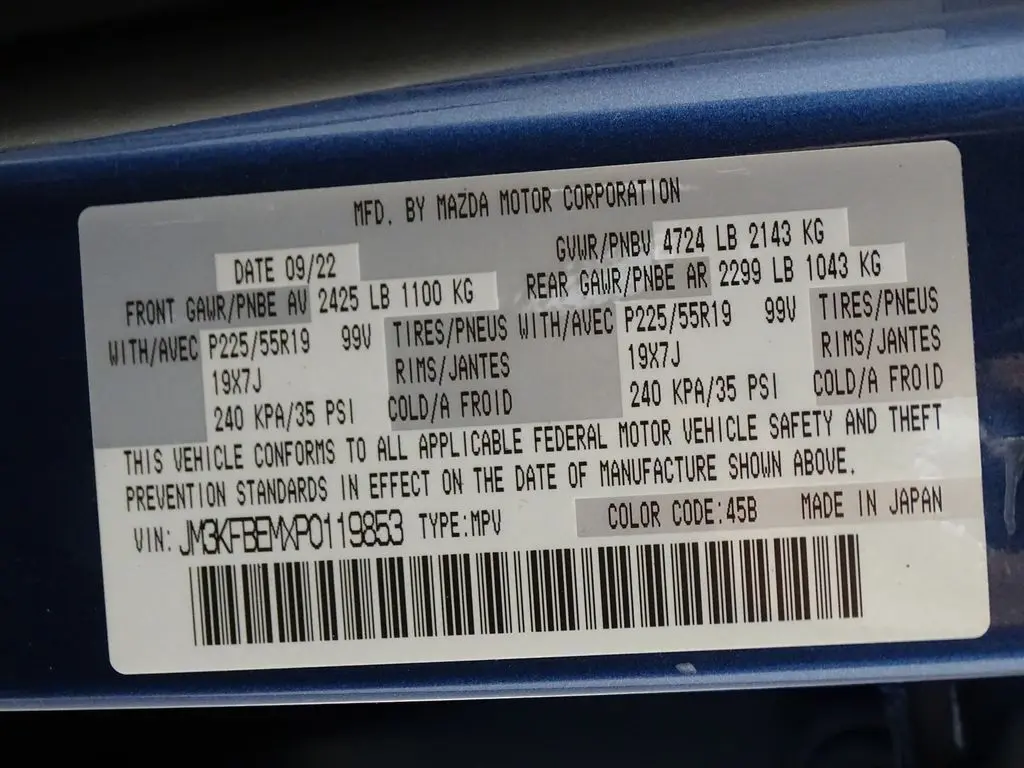 MFD. BY MAZDA MOTOR CORPORATION
DATE 09/22 GVWR/PNBV 4724 LB 2143 KG
FRONT GAWR/PNBE AV 2425 LB 1100 KG REAR GAWR/PNBE AR 2299 LB 1043 KG
WITH/AVEC P225/55R19 99V TIRES/PNEUS WITH/AVEC P225/55R19 99V TIRES/PNEUS
19X7J RIMS/JANTES 19X7J RIMS/JANTES
240 KPA/35 PSI COLD/A FROID 240 KPA/35 PSI COLD/A FROID
THIS VEHICLE CONFORMS TO ALL APPLICABLE FEDERAL MOTOR VEHICLE SAFETY AND THEFT
PREVENTION STANDARDS IN EFFECT ON THE DATE OF MANUFACTURE SHOWN ABOVE.
VIN: JM3KFBEMXP0119853 TYPE:MPV COLOR CODE:45B MADE IN JAPAN